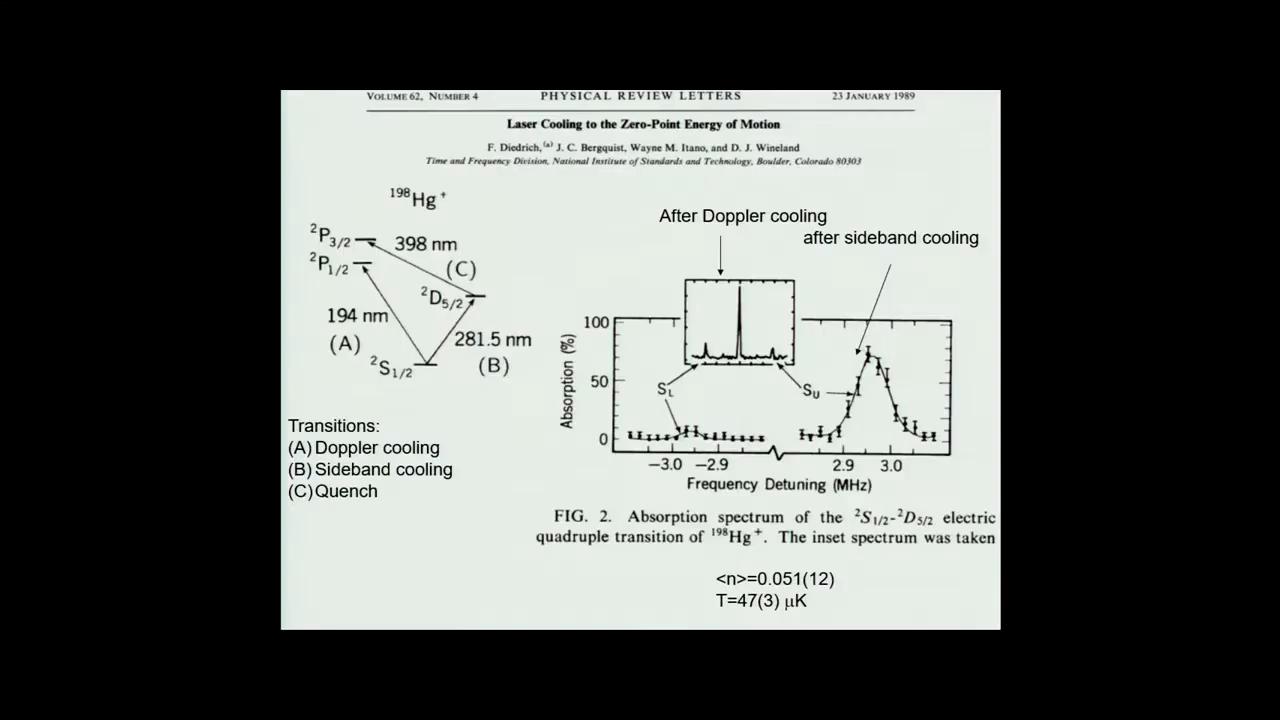 VOLUME 62, NUMBER 4 PHYSICAL REVIEW LETTERS 23 JANUARY 1989
Laser Cooling to the Zero-Point Energy of Motion
F. Diedrich,(a) J. C. Bergquist, Wayne M. Itano, and D. J. Wineland
Time and Frequency Division, National Institute of Standards and Technology, Boulder, Colorado 80303
198Hg+
2P3/2
398 nm
(C)
2P1/2
2D5/2
194 nm
(A)
281.5 nm
(B)
2S1/2
Transitions:
(A) Doppler cooling
(B) Sideband cooling
(C) Quench
After Doppler cooling
after sideband cooling
Absorption (%)
100
50
0
SL
SU
−3.0 −2.9 2.9 3.0
Frequency Detuning (MHz)
FIG. 2. Absorption spectrum of the 2S1/2-2D5/2 electric
quadruple transition of 198Hg+. The inset spectrum was taken
<n>=0.051(12)
T=47(3) μK